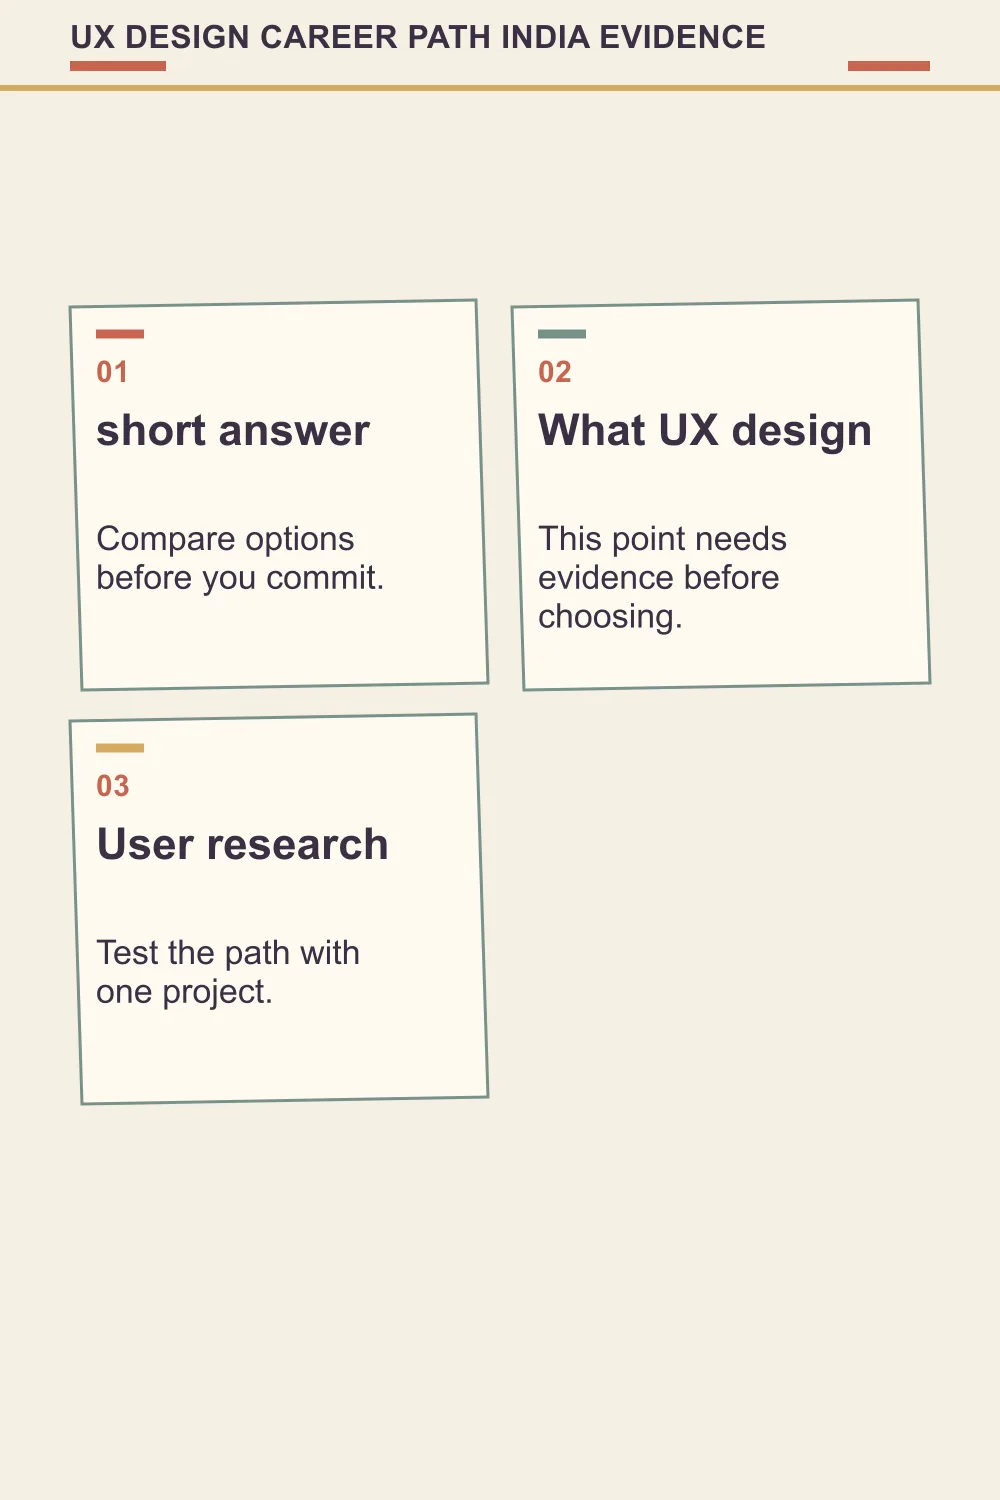 UX DESIGN CAREER PATH INDIA EVIDENCE
01
short answer
Compare options
before you commit.
02
What UX design
This point needs
evidence before
choosing.
03
User research
Test the path with
one project.